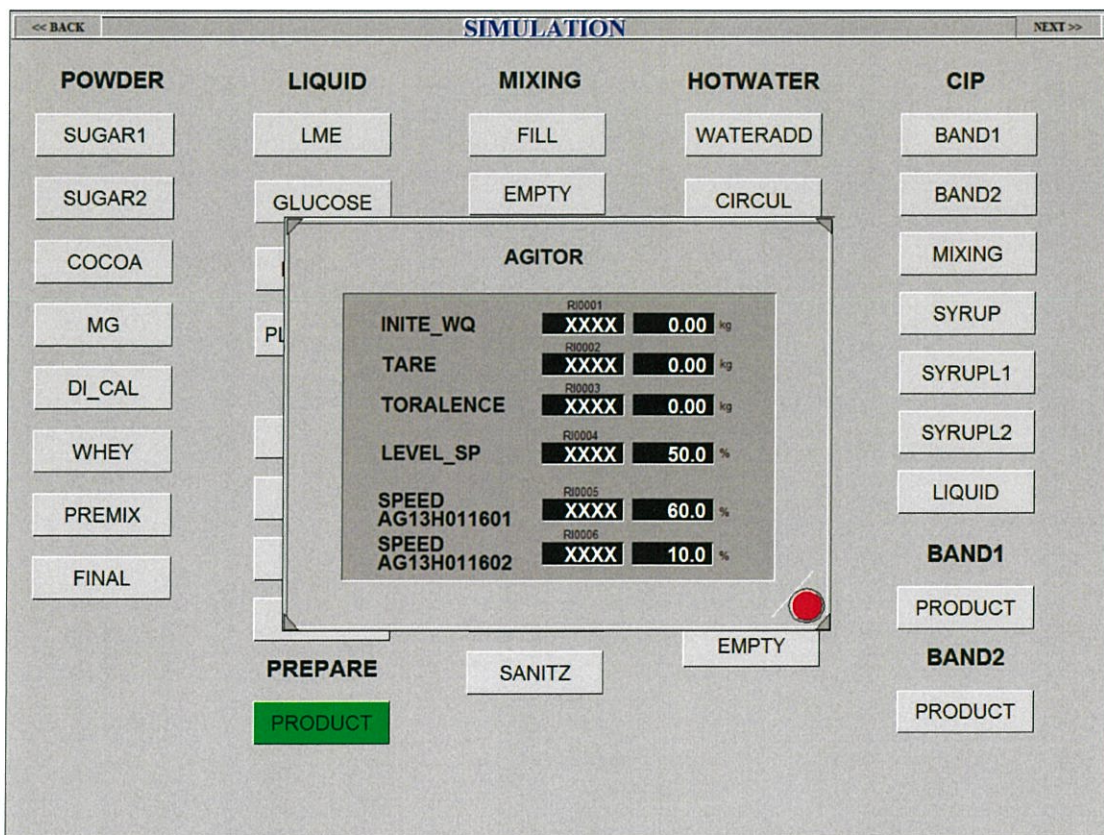 << BACK
SIMULATION
NEXT >>
POWDER
LIQUID
MIXING
HOTWATER
CIP
SUGAR1
LME
FILL
WATERADD
BAND1
SUGAR2
GLUCOSE
EMPTY
CIRCUL
BAND2
COCOA
MIXING
MG
SYRUP
DI_CAL
SYRUPL1
WHEY
SYRUPL2
PREMIX
LIQUID
FINAL
BAND1
PRODUCT
BAND2
PRODUCT
AGITOR
RI0001
INITE_WQ XXXX 0.00 kg
RI0002
TARE XXXX 0.00 kg
RI0003
TORALENCE XXXX 0.00 kg
RI0004
LEVEL_SP XXXX 50.0 %
RI0005
SPEED
AG13H011601 XXXX 60.0 %
RI0006
SPEED
AG13H011602 XXXX 10.0 %
EMPTY
PREPARE
SANITZ
PRODUCT